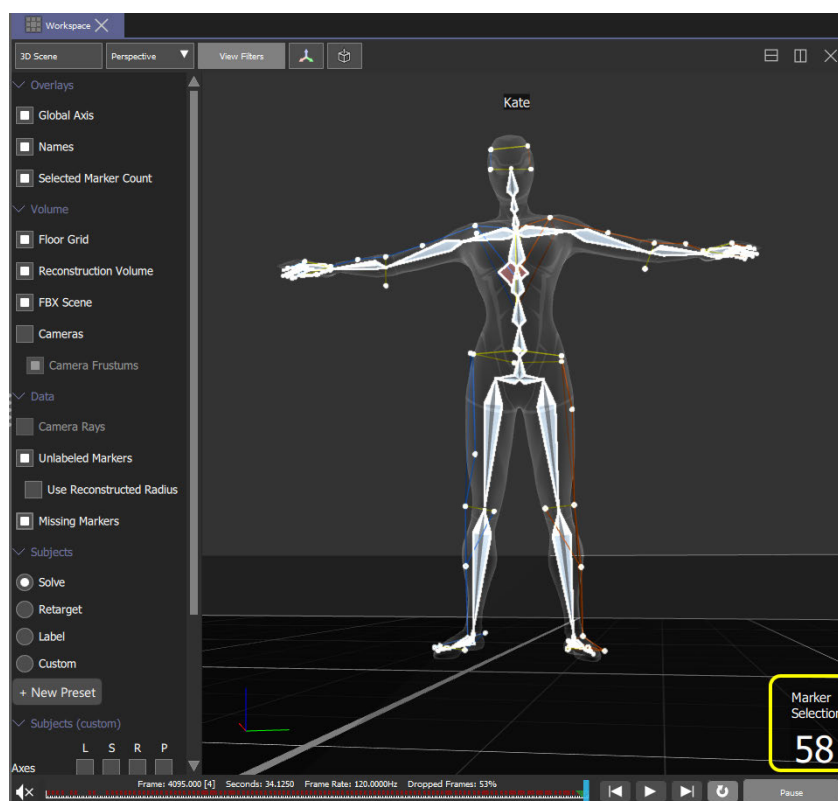 Workspace
3D Scene
Perspective
View Filters
Overlays
Global Axis
Names
Selected Marker Count
Volume
Floor Grid
Reconstruction Volume
FBX Scene
Cameras
Camera Frustums
Data
Camera Rays
Unlabeled Markers
Use Reconstructed Radius
Missing Markers
Subjects
Solve
Retarget
Label
Custom
+ New Preset
Subjects (custom)
L S R P
Axes
Kate
Marker
Selection
58
Frame: 4095.000 [4] Seconds: 34.1250 Frame Rate: 120.0000Hz Dropped Frames: 53%
Pause